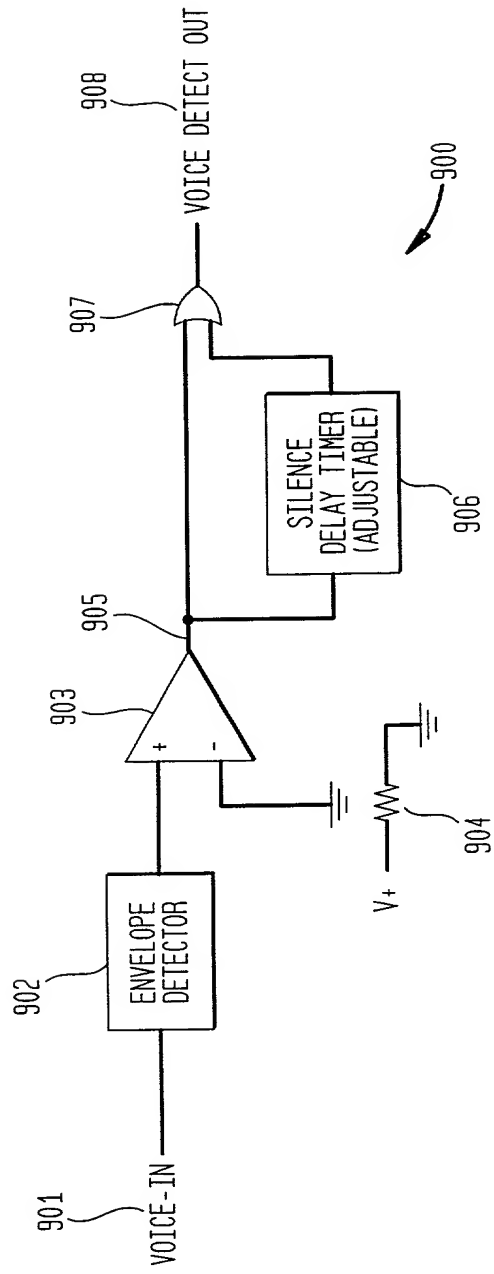 901
VOICE-IN
902
ENVELOPE
DETECTOR
903
+
-
905
V+
904
SILENCE
DELAY TIMER
(ADJUSTABLE)
906
907
908
VOICE DETECT OUT
900